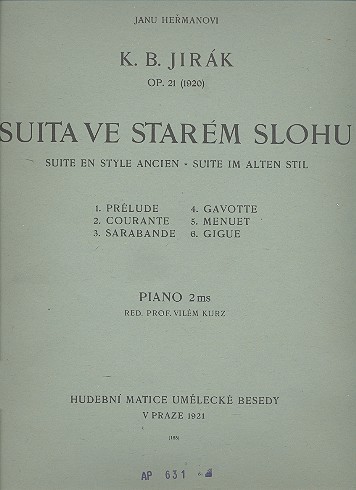 JANU HEŘMANOVI
K. B. JIRÁK
OP. 21 (1920)
SUITA VE STARÉM SLOHU
SUITE EN STYLE ANCIEN • SUITE IM ALTEN STIL
1. PRÉLUDE 4. GAVOTTE
2. COURANTE 5. MENUET
3. SARABANDE 6. GIGUE
PIANO 2 ms
RED. PROF. VILÉM KURZ
HUDEBNÍ MATICE UMĚLECKÉ BESEDY
V PRAZE 1921
AP 631